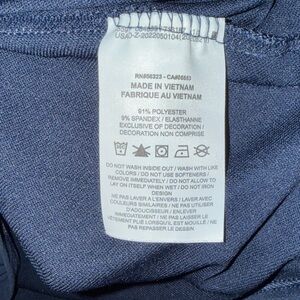 RN#56323 - CA#05553
MADE IN VIETNAM
FABRIQUE AU VIETNAM
91% POLYESTER
9% SPANDEX / ELASTHANNE
EXCLUSIVE OF DECORATION /
DECORATION NON COMPRISE
DO NOT WASH INSIDE OUT / WASH WITH LIKE
COLORS / DO NOT USE SOFTENERS /
REMOVE IMMEDIATELY / DO NOT ALLOW TO
LAY ON ITSELF WHEN WET / DO NOT IRON
DESIGN
NE PAS LAVER A L'ENVERS / LAVER AVEC
COULEURS SIMILAIRES / NE PAS UTILISER
D'ADOUCISSEUR / ENLEVER
IMMEDIATEMENT / NE PAS LAISSER LE
VETEMENT PLIE LORSQU'IL EST MOUILLE /
NE PAS REPASSER LE DESSIN